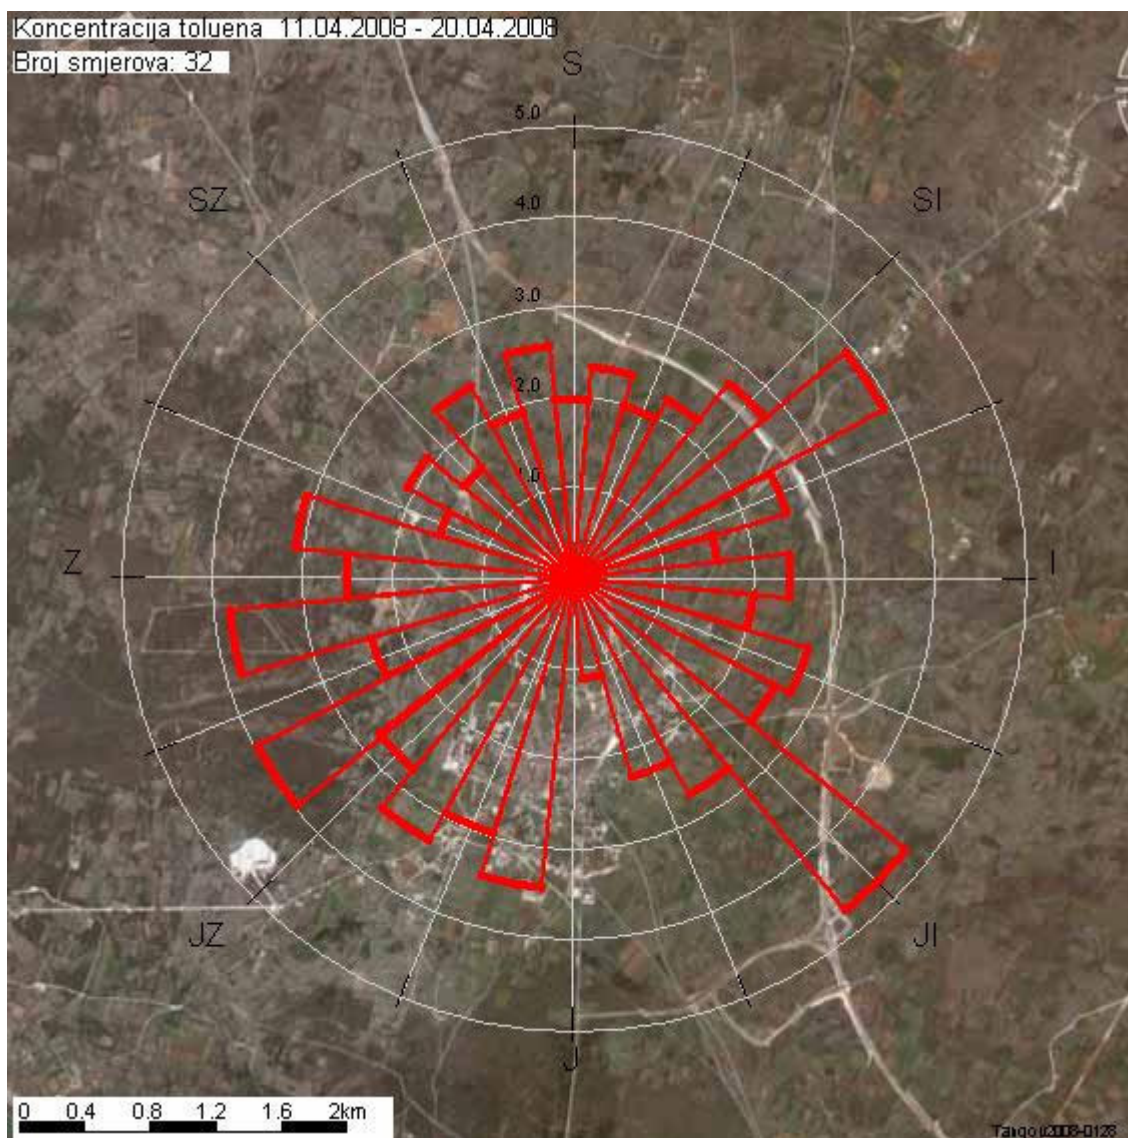 Koncentracija toluena 11.04.2008 - 20.04.2008
Broj smjerova: 32
S
5.0
SZ
SI
4.0
3.0
2.0
1.0
Z
I
JZ
JI
J
0 0.4 0.8 1.2 1.6 2km